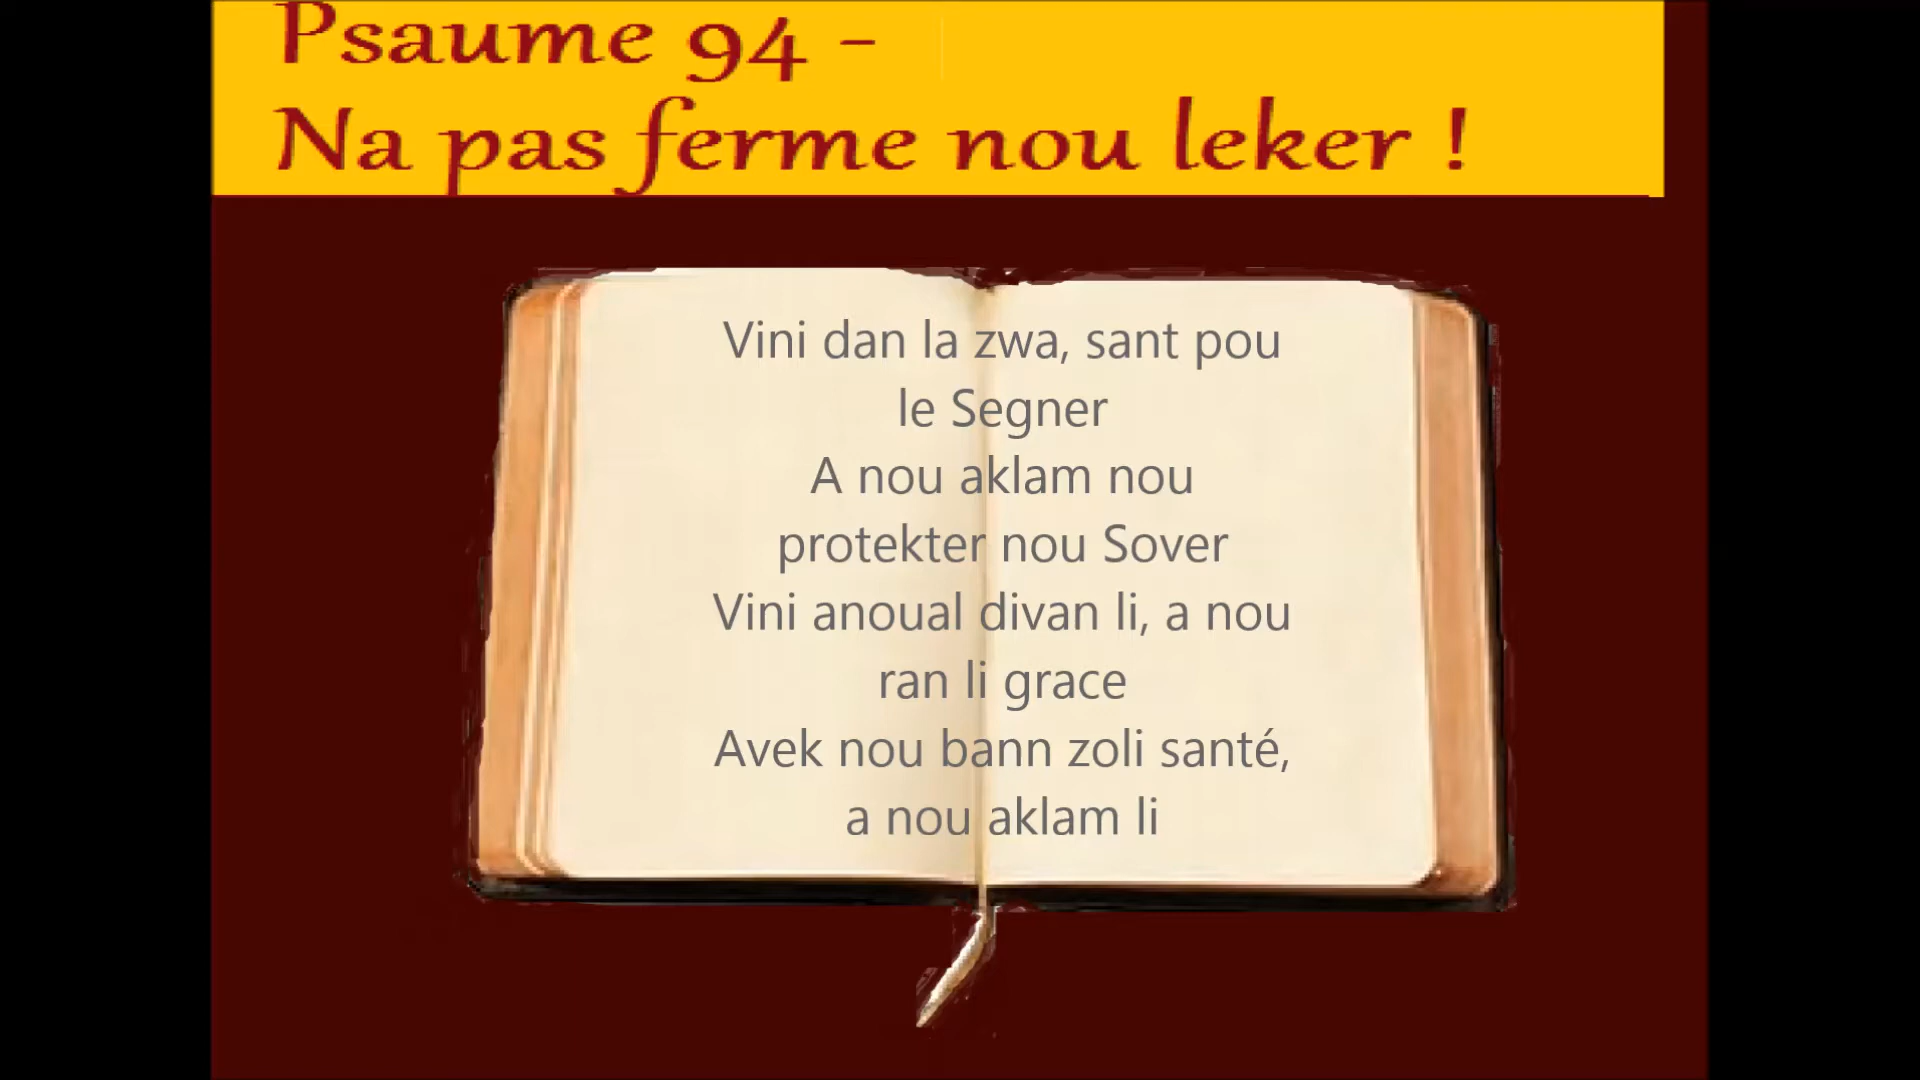 Psaume 94 -
Na pas ferme nou leker !
Vini dan la zwa, sant pou
le Segner
A nou aklam nou
protekter nou Sover
Vini anoual divan li, a nou
ran li grace
Avek nou bann zoli santé,
a nou aklam li